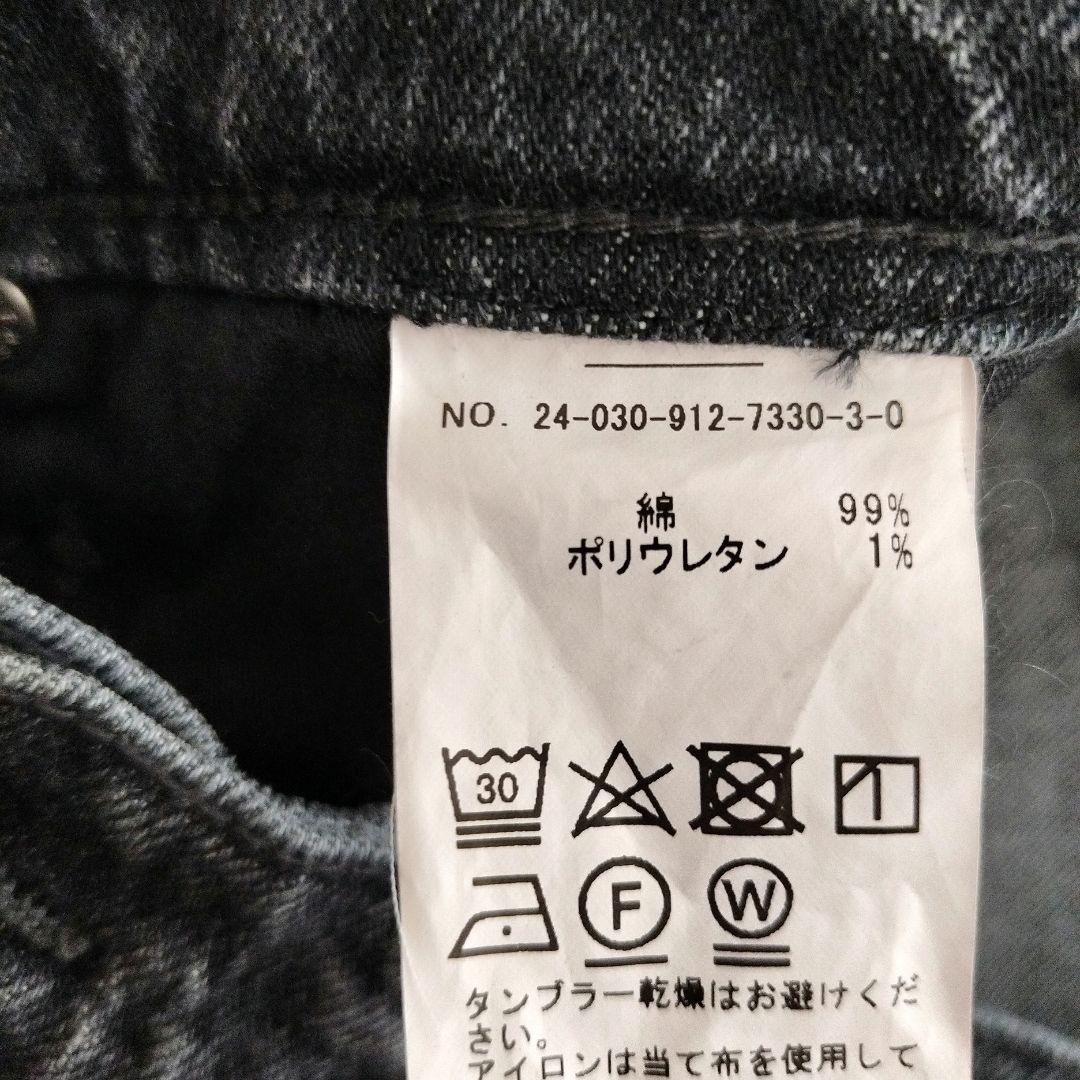 NO. 24-030-912-7330-3-0
綿 99%
ポリウレタン 1%
30
F W
タンブラー乾燥はお避けくだ
さい。
アイロンは当て布を使用して